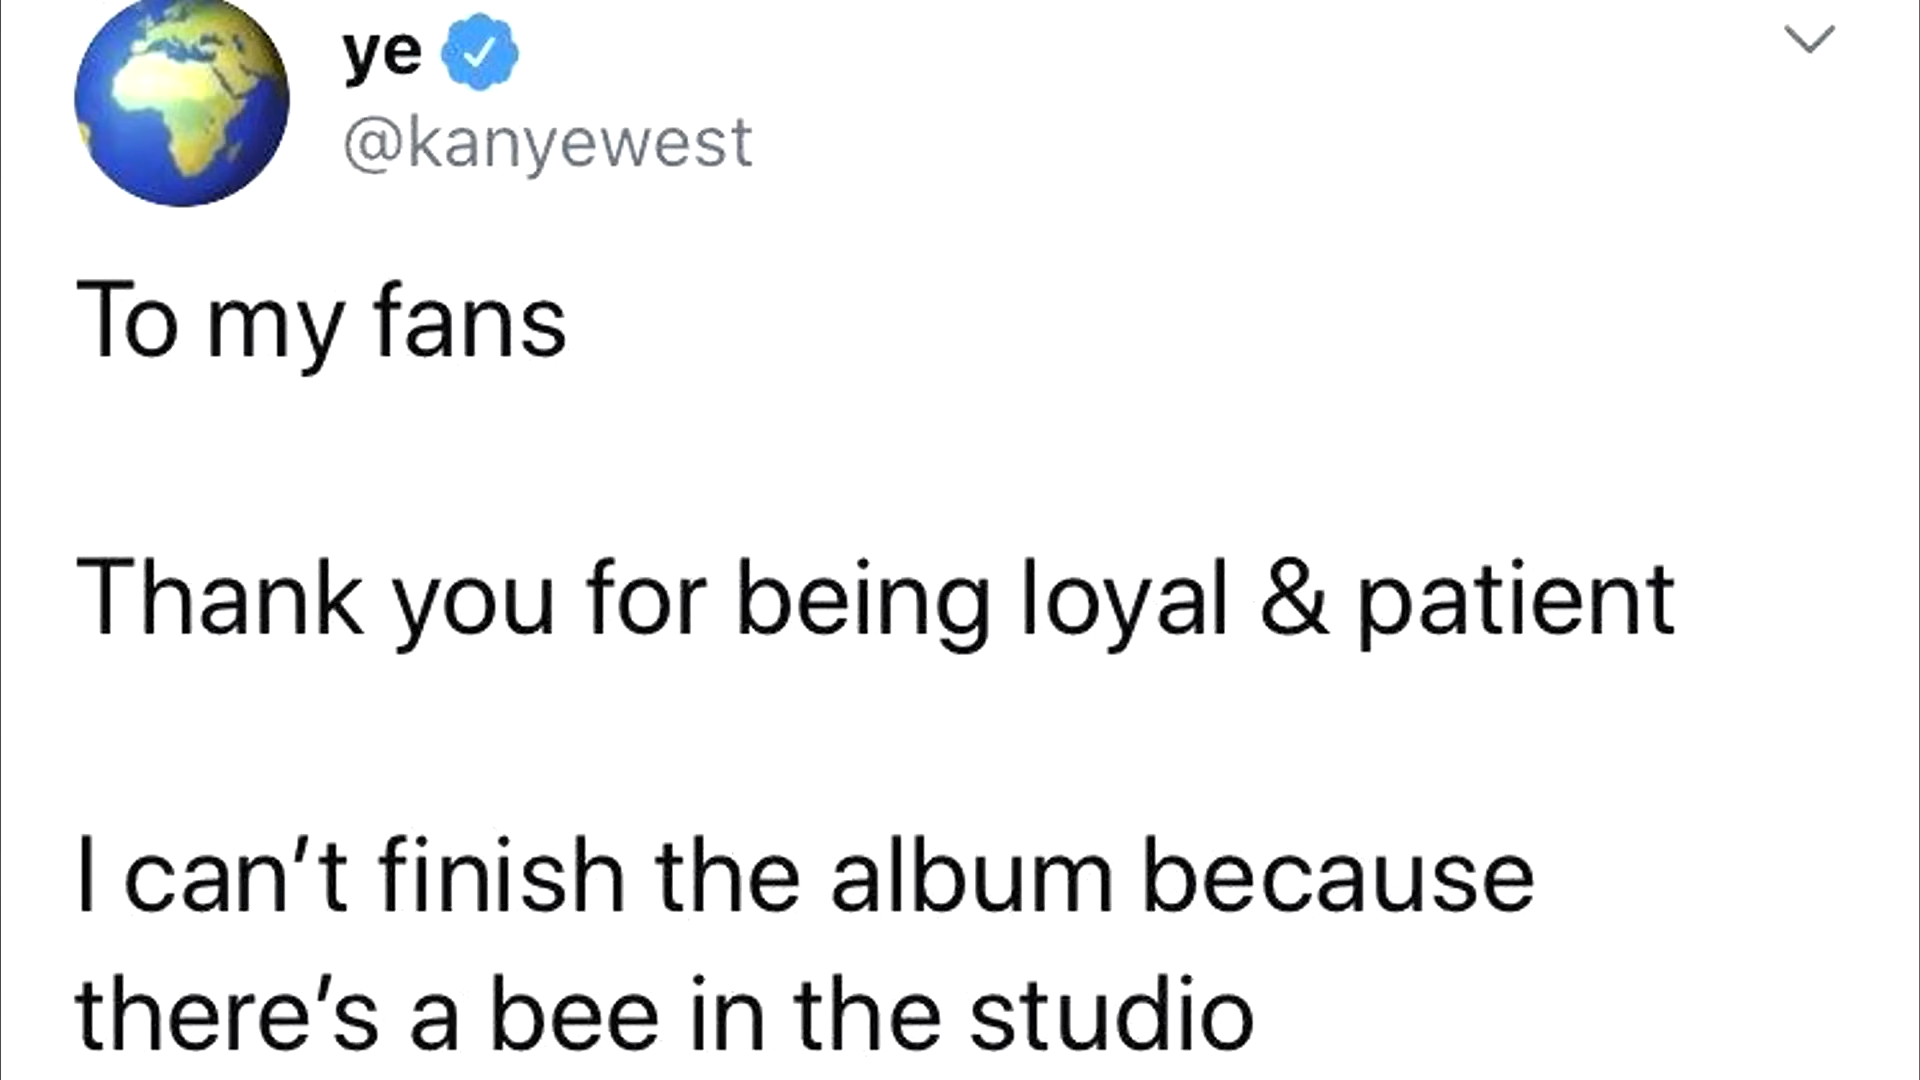 ye
@kanyewest
To my fans
Thank you for being loyal & patient
I can’t finish the album because
there’s a bee in the studio